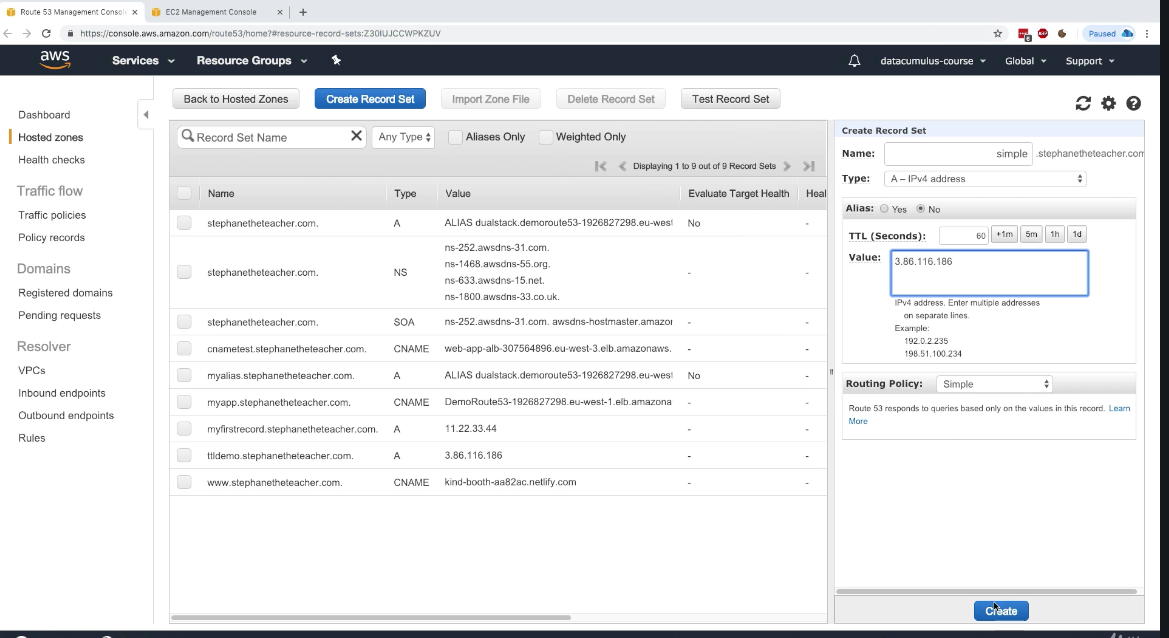 Route 53 Management Consol
EC2 Management Console
https://console.aws.amazon.com/route53/home?#resource-record-sets:Z30IUJCCWPKZUV
Paused
aws
Services
Resource Groups
datacumulus-course
Global
Support
Dashboard
Hosted zones
Health checks
Traffic flow
Traffic policies
Policy records
Domains
Registered domains
Pending requests
Resolver
VPCs
Inbound endpoints
Outbound endpoints
Rules
Back to Hosted Zones
Create Record Set
Import Zone File
Delete Record Set
Test Record Set
Record Set Name
Any Type
Aliases Only
Weighted Only
Displaying 1 to 9 out of 9 Record Sets
Name Type Value Evaluate Target Health Heal
stephanetheteacher.com. A ALIAS dualstack.demoroute53-1926827298.eu-west No -
ns-252.awsdns-31.com.
ns-1468.awsdns-55.org.
stephanetheteacher.com. NS - -
ns-633.awsdns-15.net.
ns-1800.awsdns-33.co.uk.
stephanetheteacher.com. SOA ns-252.awsdns-31.com. awsdns-hostmaster.amazon - -
cnametest.stephanetheteacher.com. CNAME web-app-alb-307564896.eu-west-3.elb.amazonaws. - -
myalias.stephanetheteacher.com. A ALIAS dualstack.demoroute53-1926827298.eu-west No -
myapp.stephanetheteacher.com. CNAME DemoRoute53-1926827298.eu-west-1.elb.amazona - -
myfirstrecord.stephanetheteacher.com. A 11.22.33.44 - -
ttldemo.stephanetheteacher.com. A 3.86.116.186 - -
www.stephanetheteacher.com. CNAME kind-booth-aa82ac.netlify.com - -
Create Record Set
Name: simple .stephanetheteacher.com
Type: A – IPv4 address
Alias: Yes No
TTL (Seconds): 60 +1m 5m 1h 1d
Value: 3.86.116.186
IPv4 address. Enter multiple addresses
on separate lines.
Example:
192.0.2.235
198.51.100.234
Routing Policy: Simple
Route 53 responds to queries based only on the values in this record. Learn
More
Create